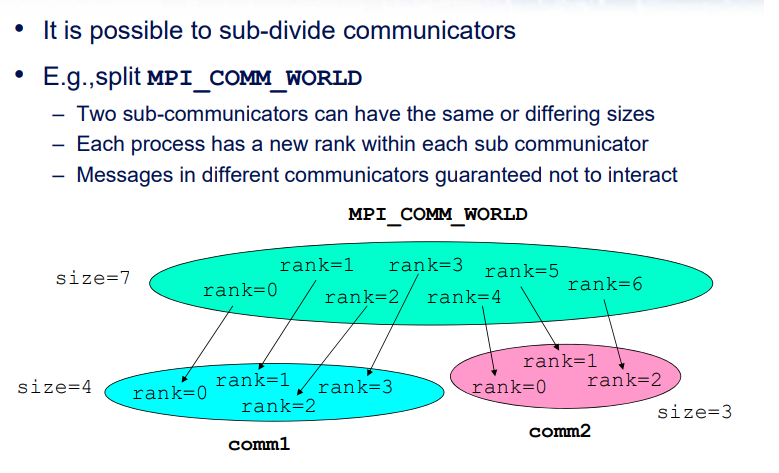 • It is possible to sub-divide communicators
• E.g.,split MPI_COMM_WORLD
– Two sub-communicators can have the same or differing sizes
– Each process has a new rank within each sub communicator
– Messages in different communicators guaranteed not to interact
MPI_COMM_WORLD
size=7
rank=0
rank=1
rank=2
rank=3
rank=4
rank=5
rank=6
size=4
rank=0
rank=1
rank=2
rank=3
comm1
rank=0
rank=1
rank=2
size=3
comm2